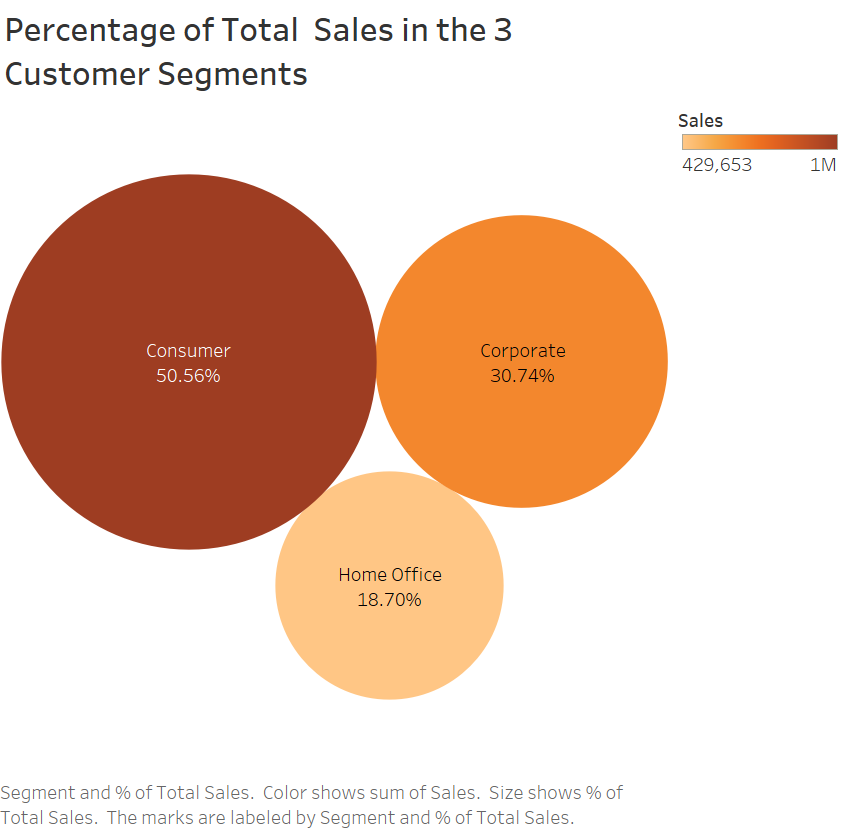 Percentage of Total  Sales in the 3
Customer Segments
Sales
429,653 1M
Consumer
50.56%
Corporate
30.74%
Home Office
18.70%
Segment and % of Total Sales.  Color shows sum of Sales.  Size shows % of
Total Sales.  The marks are labeled by Segment and % of Total Sales.